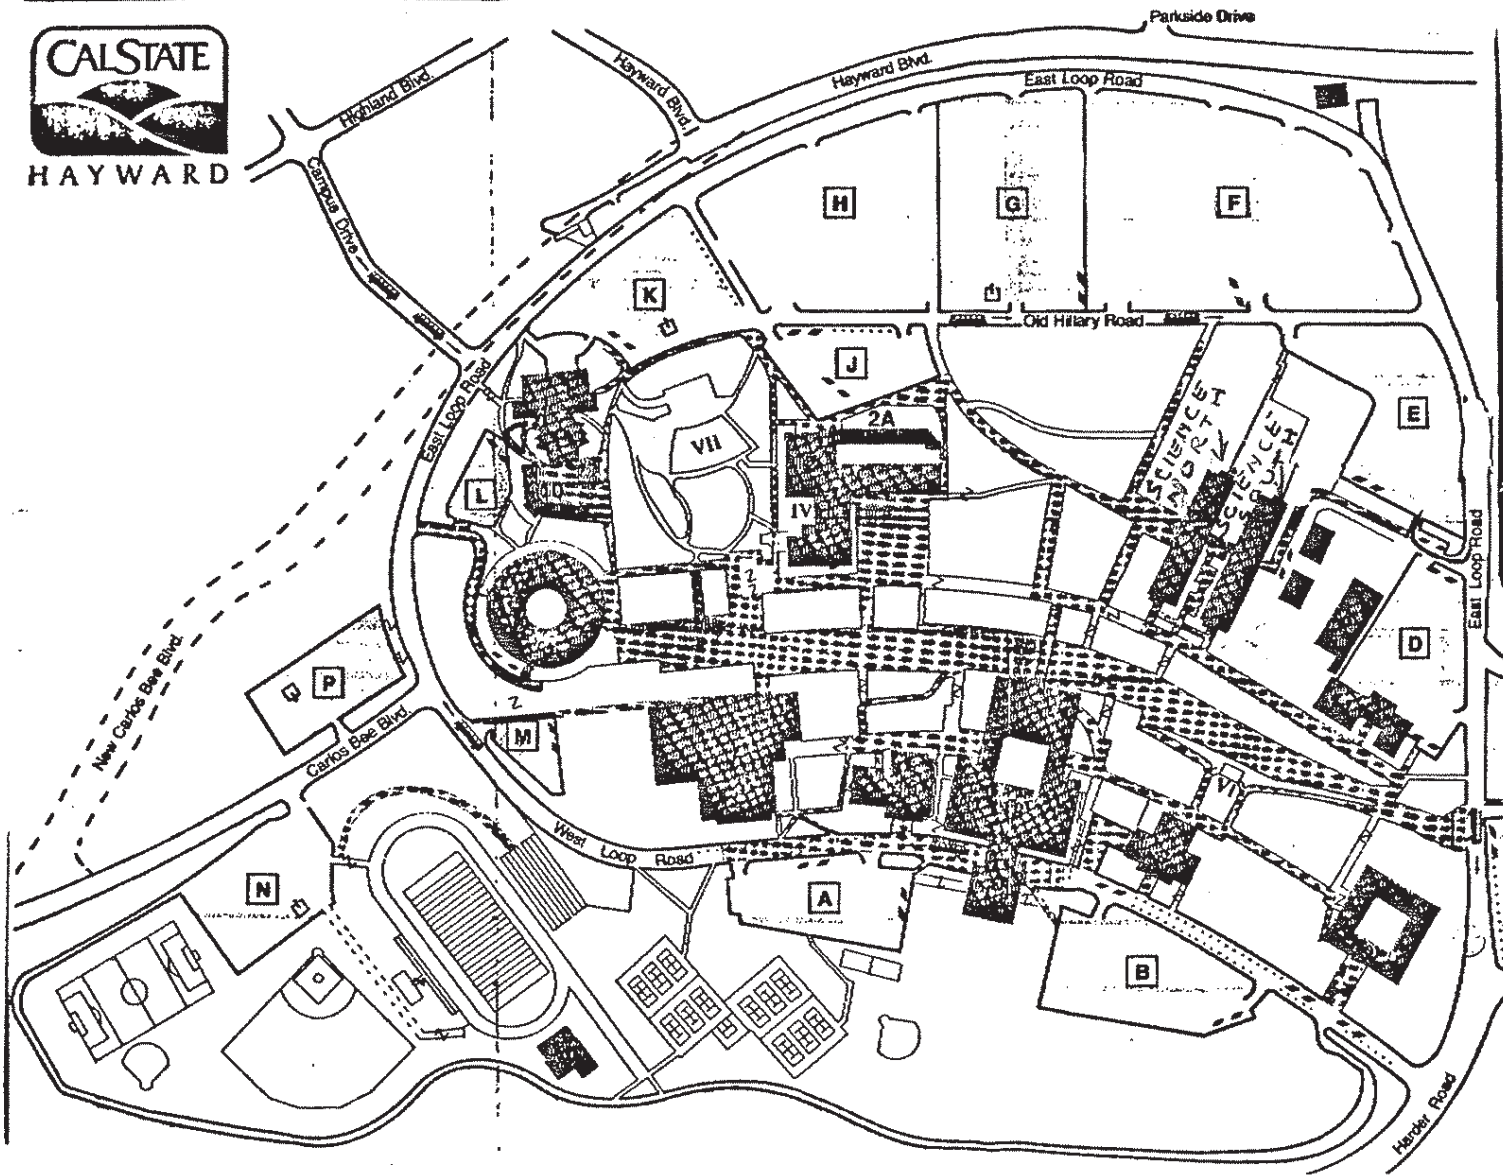 CAL STATE
HAYWARD
Parkside Drive
Hayward Blvd.
East Loop Road
Highland Blvd.
Hayward Blvd.
Campus Drive
H
G
F
K
Old Hillary Road
J
East Loop Road
E
2A
SCIENCE NORTH
SCIENCE SOUTH
VII
L
IV
East Loop Road
D
New Carlos Bee Blvd.
P
Carlos Bee Blvd.
M
VI
West Loop Road
N
A
B
Harder Road